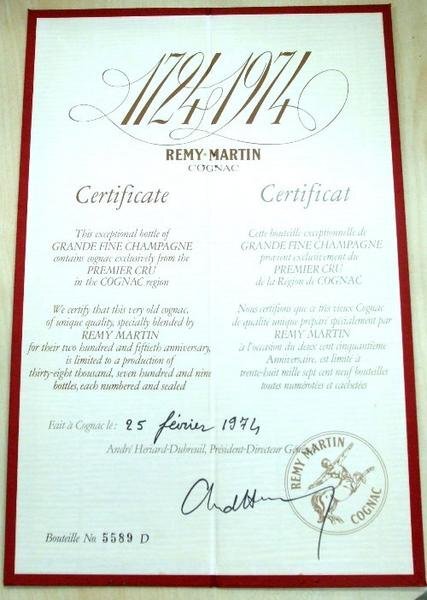 1724 1974
REMY MARTIN
COGNAC
Certificate
This exceptional bottle of
GRANDE FINE CHAMPAGNE
contains cognac exclusively from the
PREMIER CRU
in the COGNAC region
We certify that this very old cognac,
of unique quality, specially blended by
REMY MARTIN
for their two hundred and fiftieth anniversary,
is limited to a production of
thirty-eight thousand, seven hundred and nine
bottles, each numbered and sealed
Certificat
Cette bouteille exceptionnelle de
GRANDE FINE CHAMPAGNE
provient exclusivement du
PREMIER CRU
de la Region de COGNAC
Nous certifions que ce très vieux Cognac
de qualité unique préparé spécialement par
REMY MARTIN
à l'occasion du deux cent cinquantième
Anniversaire, est limité à
trente-huit mille sept cent neuf bouteilles
toutes numérotées et cachetées
Fait à Cognac le: 25 février 1974
André Heriard-Dubreuil, Président-Directeur
REMY MARTIN
COGNAC
Bouteille No 5589 D